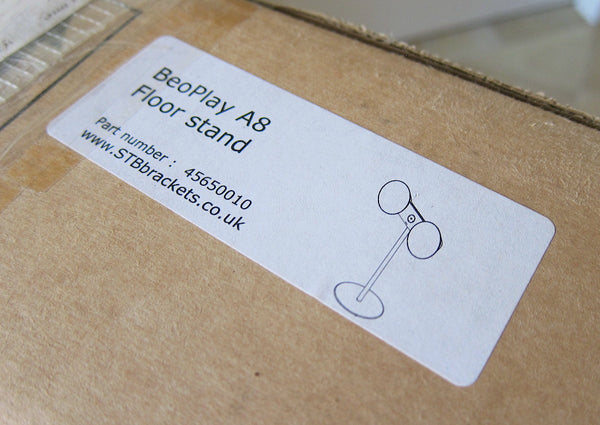 BeoPlay A8
Floor stand
Part number : 45650010
www.STBbrackets.co.uk